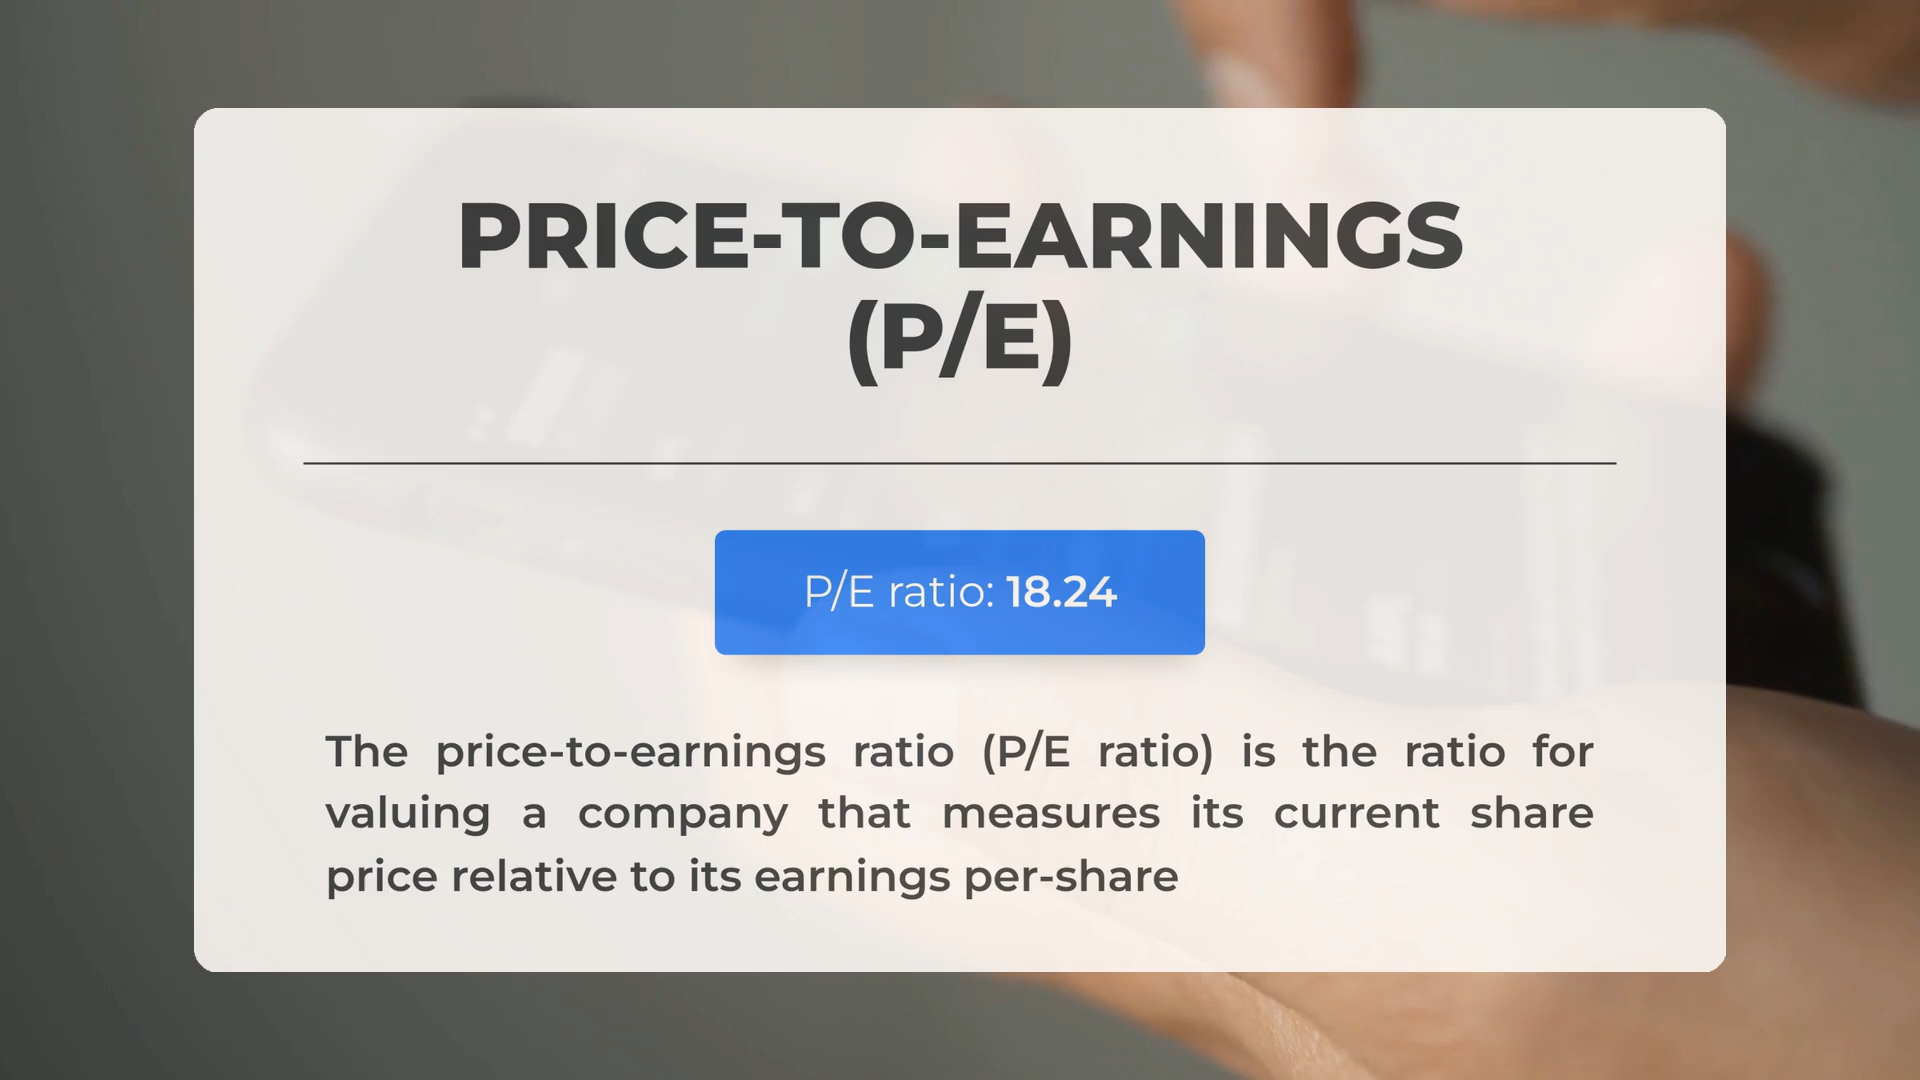 PRICE-TO-EARNINGS
(P/E)
P/E ratio: 18.24
The price-to-earnings ratio (P/E ratio) is the ratio for
valuing a company that measures its current share
price relative to its earnings per-share